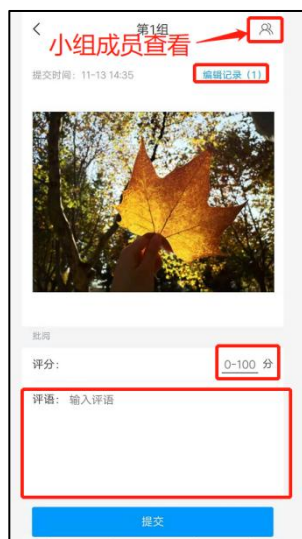 第1组
小组成员查看
提交时间：11-13 14:35 编辑记录（1）
批阅
评分： 0-100 分
评语： 输入评语
提交